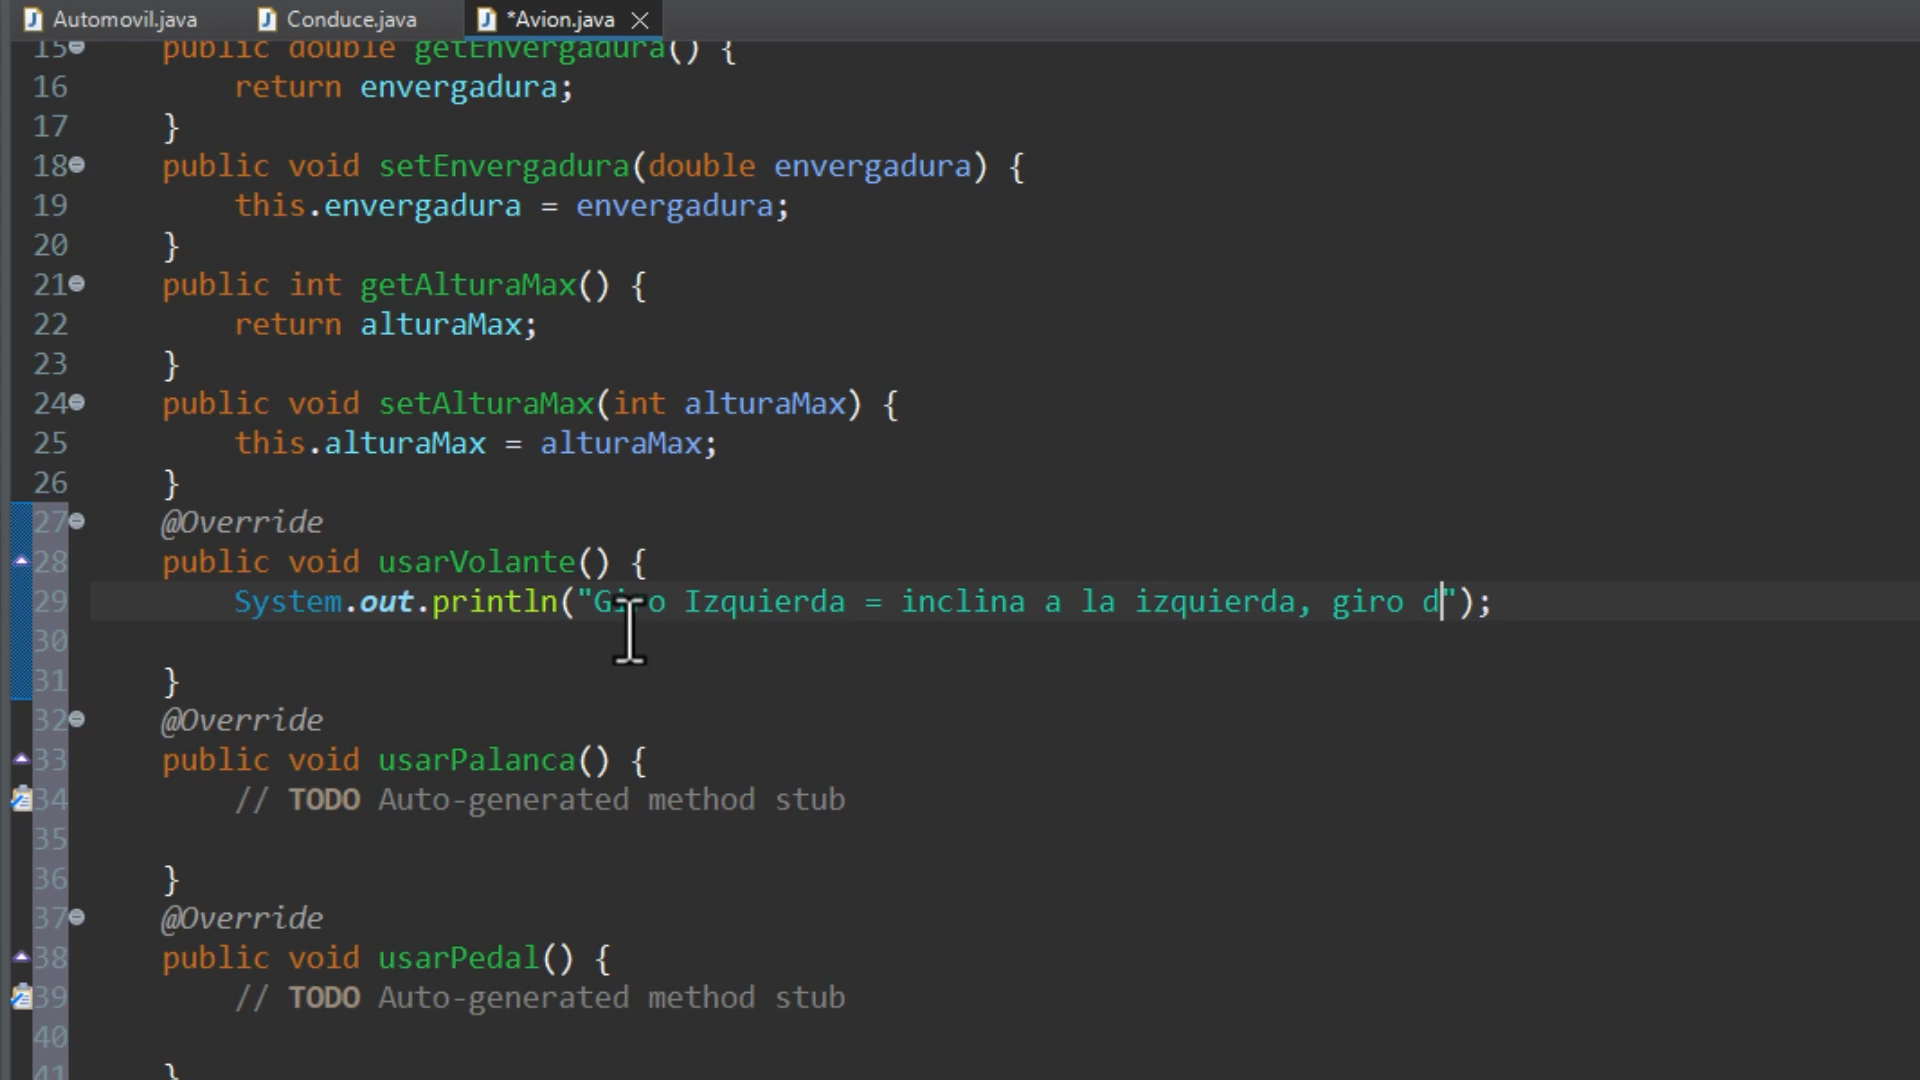 Automovil.java Conduce.java *Avion.java
15 public double getEnvergadura() {
16 return envergadura;
17 }
18 public void setEnvergadura(double envergadura) {
19 this.envergadura = envergadura;
20 }
21 public int getAlturaMax() {
22 return alturaMax;
23 }
24 public void setAlturaMax(int alturaMax) {
25 this.alturaMax = alturaMax;
26 }
27 @Override
28 public void usarVolante() {
29 System.out.println("Giro Izquierda = inclina a la izquierda, giro d");
30
31 }
32 @Override
33 public void usarPalanca() {
34 // TODO Auto-generated method stub
35
36 }
37 @Override
38 public void usarPedal() {
39 // TODO Auto-generated method stub
40
41 }